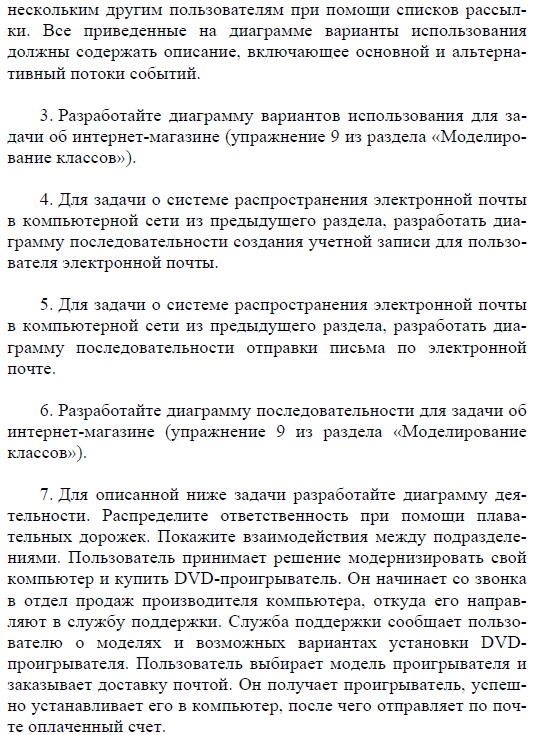 нескольким другим пользователям при помощи списков рассыл-
ки. Все приведенные на диаграмме варианты использования
должны содержать описание, включающее основной и альтерна-
тивный потоки событий.
3. Разработайте диаграмму вариантов использования для за-
дачи об интернет-магазине (упражнение 9 из раздела «Моделиро-
вание классов»).
4. Для задачи о системе распространения электронной почты
в компьютерной сети из предыдущего раздела, разработать диа-
грамму последовательности создания учетной записи для пользо-
вателя электронной почты.
5. Для задачи о системе распространения электронной почты
в компьютерной сети из предыдущего раздела, разработать диа-
грамму последовательности отправки письма по электронной
почте.
6. Разработайте диаграмму последовательности для задачи об
интернет-магазине (упражнение 9 из раздела «Моделирование
классов»).
7. Для описанной ниже задачи разработайте диаграмму дея-
тельности. Распределите ответственность при помощи плава-
тельных дорожек. Покажите взаимодействия между подразделе-
ниями. Пользователь принимает решение модернизировать свой
компьютер и купить DVD-проигрыватель. Он начинает со звонка
в отдел продаж производителя компьютера, откуда его направ-
ляют в службу поддержки. Служба поддержки сообщает пользо-
вателю о моделях и возможных вариантах установки DVD-
проигрывателя. Пользователь выбирает модель проигрывателя и
заказывает доставку почтой. Он получает проигрыватель, успеш-
но устанавливает его в компьютер, после чего отправляет по поч-
те оплаченный счет.